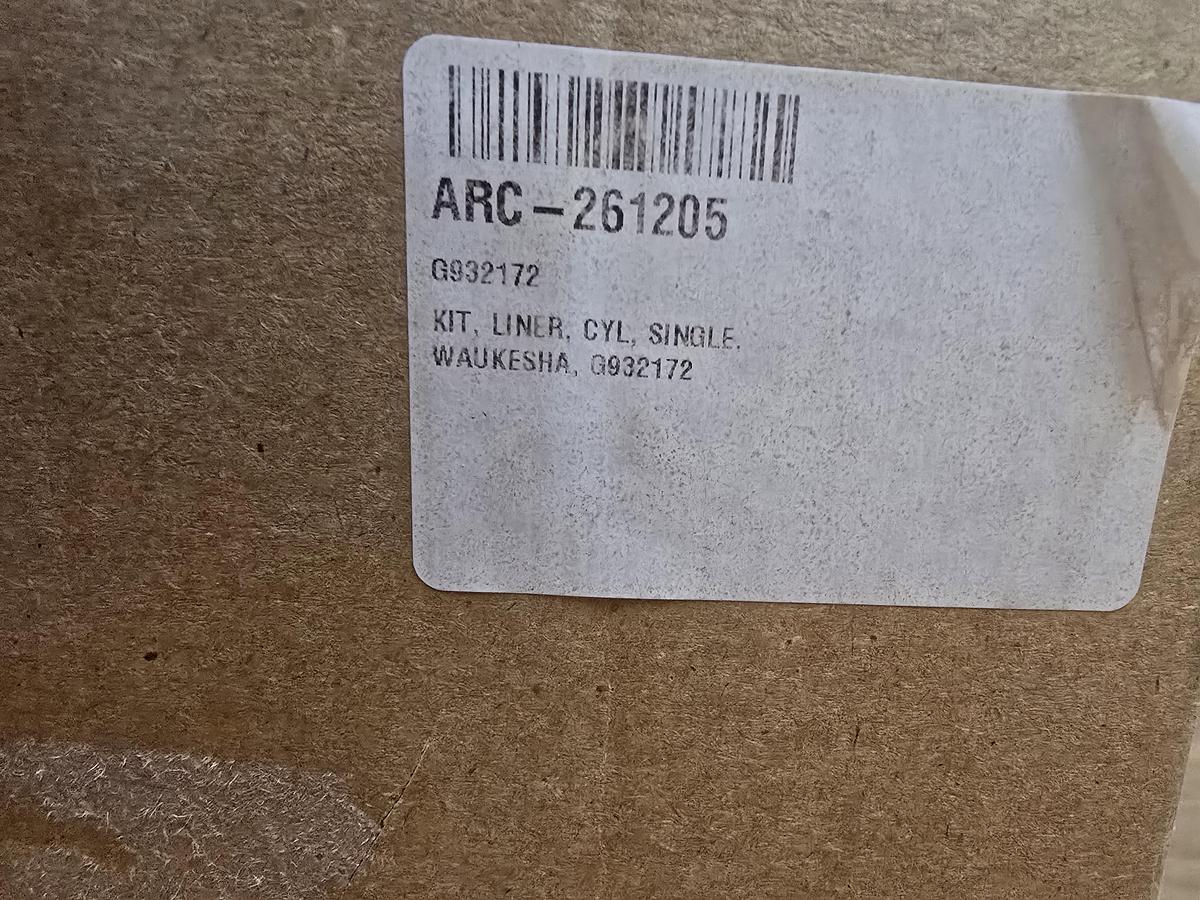 ARC-261205
G932172
KIT, LINER, CYL, SINGLE,
WAUKESHA, G932172